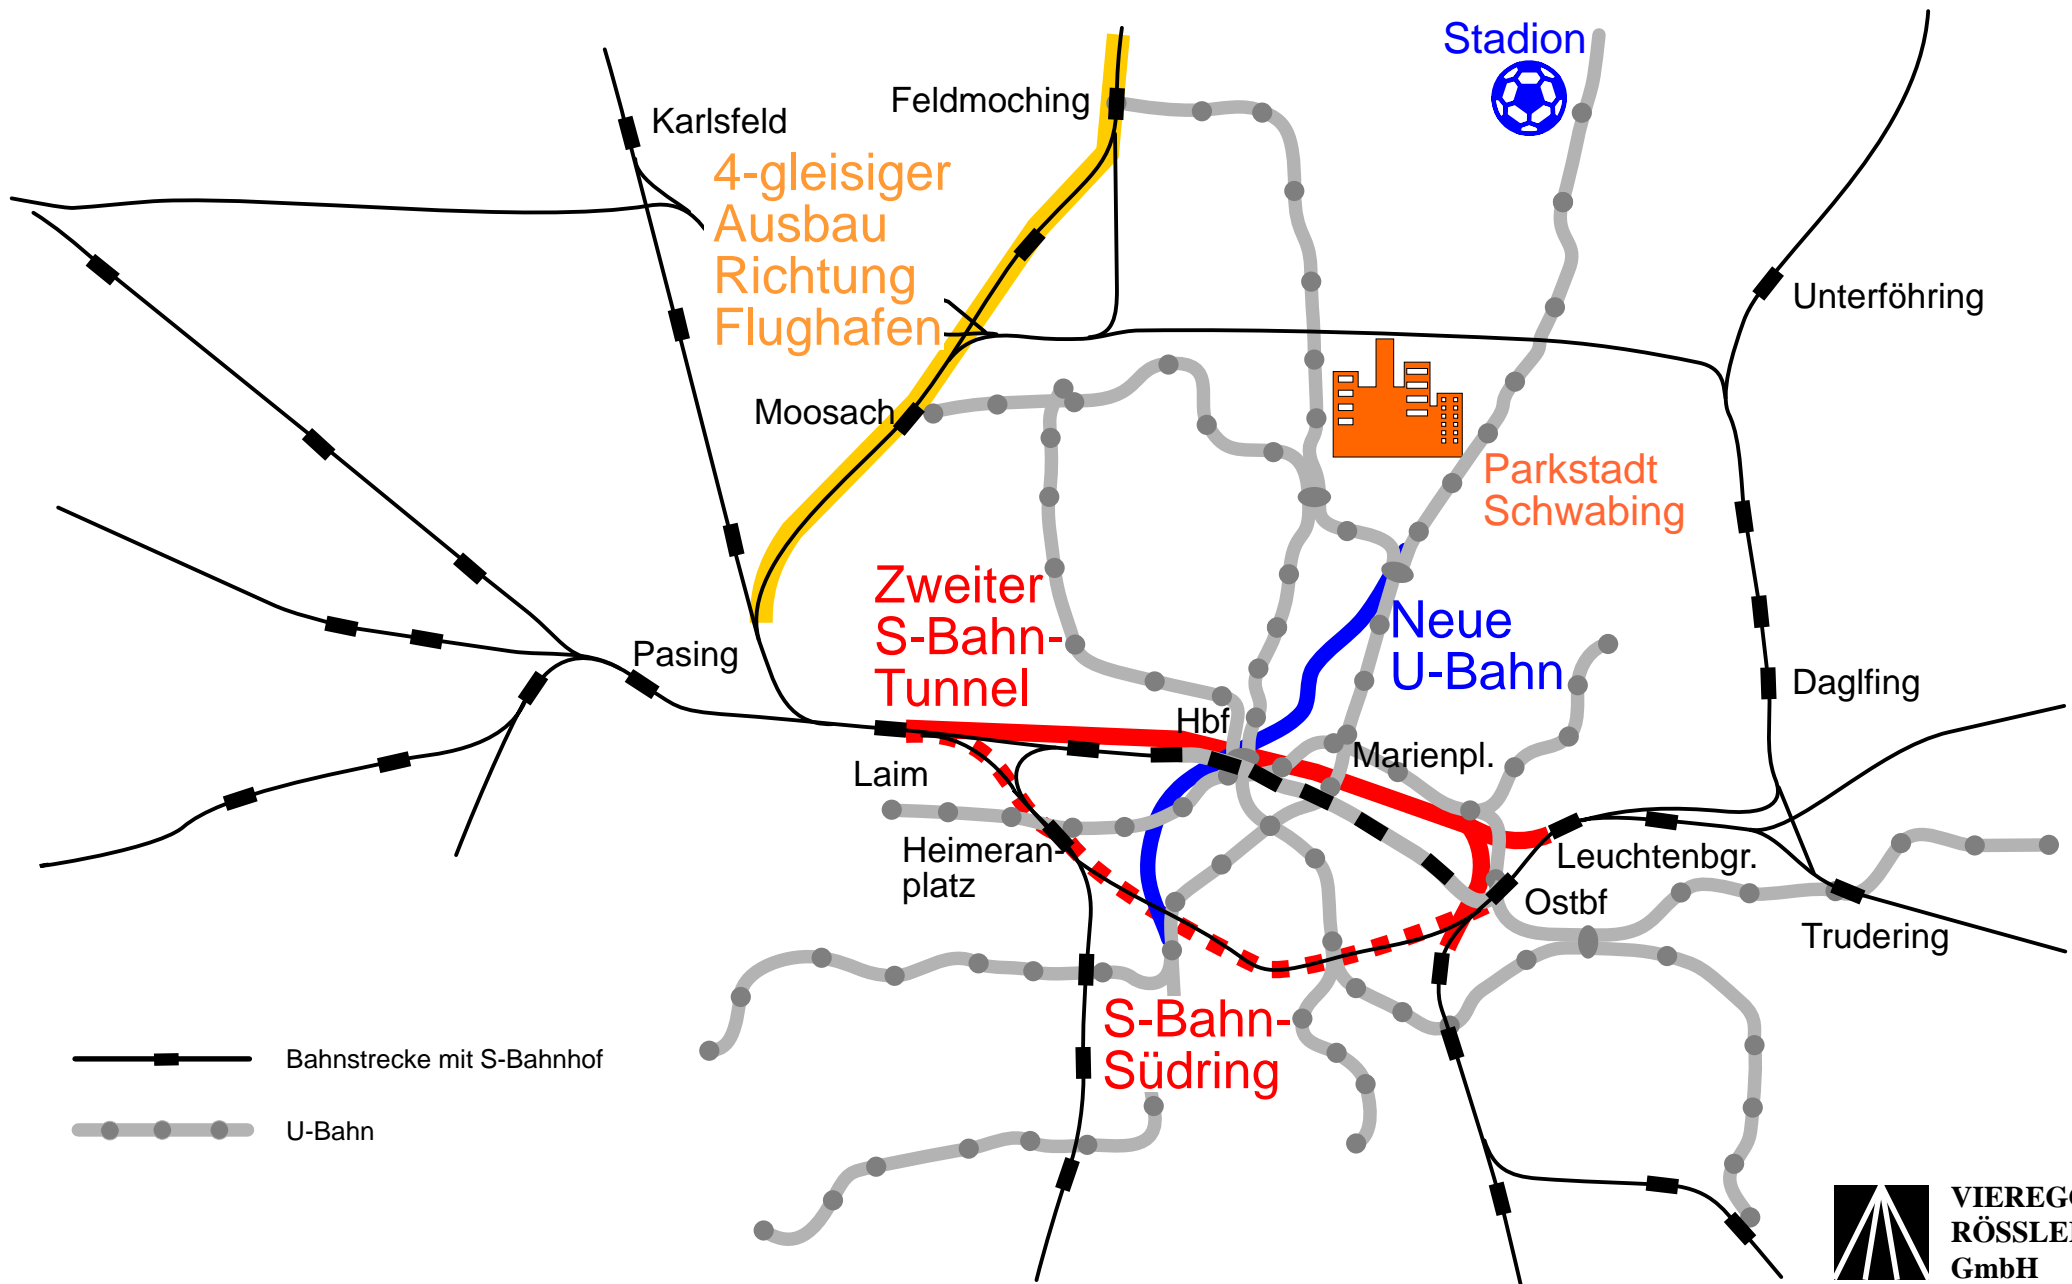 Stadion
Feldmoching
Karlsfeld
4-gleisiger
Ausbau
Richtung
Flughafen
Unterföhring
Moosach
Parkstadt
Schwabing
Zweiter
S-Bahn-
Tunnel
Neue
U-Bahn
Pasing
Daglfing
Hbf
Marienpl.
Laim
Heimeran-
platz
Leuchtenbgr.
Ostbf
Trudering
S-Bahn-
Südring
Bahnstrecke mit S-Bahnhof
U-Bahn
GmbH